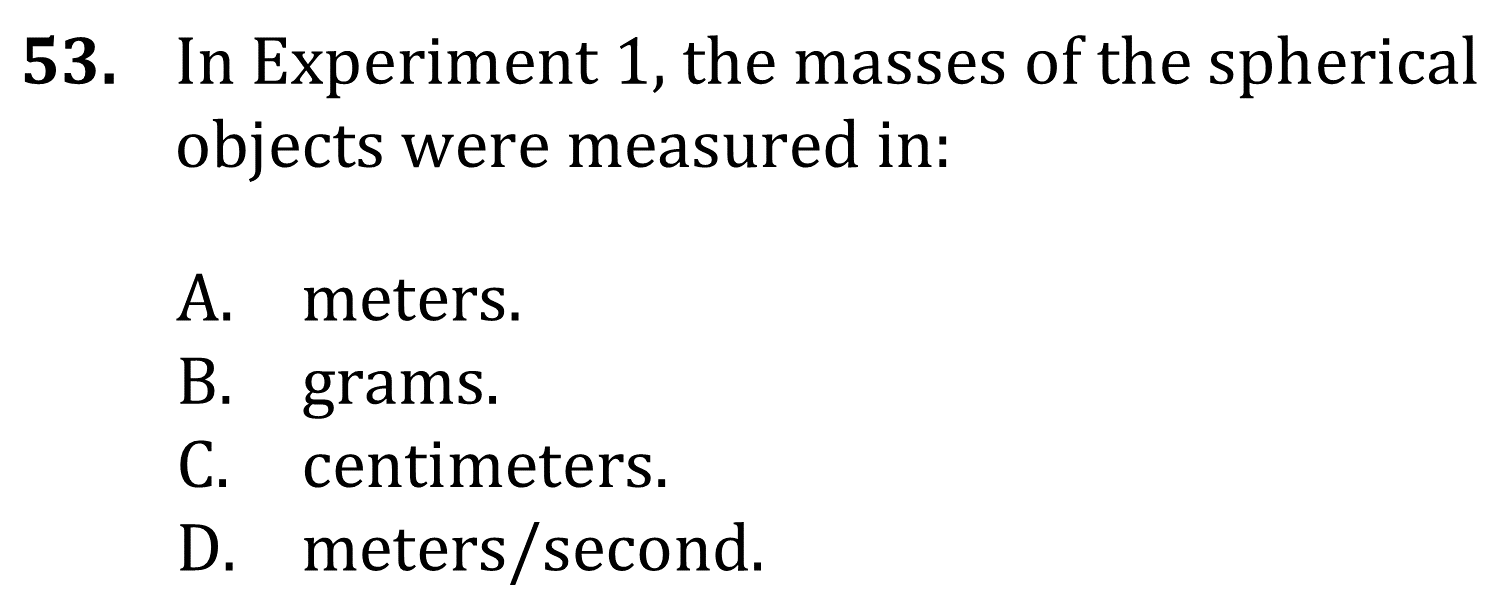 53. In Experiment 1, the masses of the spherical
objects were measured in:
A. meters.
B. grams.
C. centimeters.
D. meters/second.